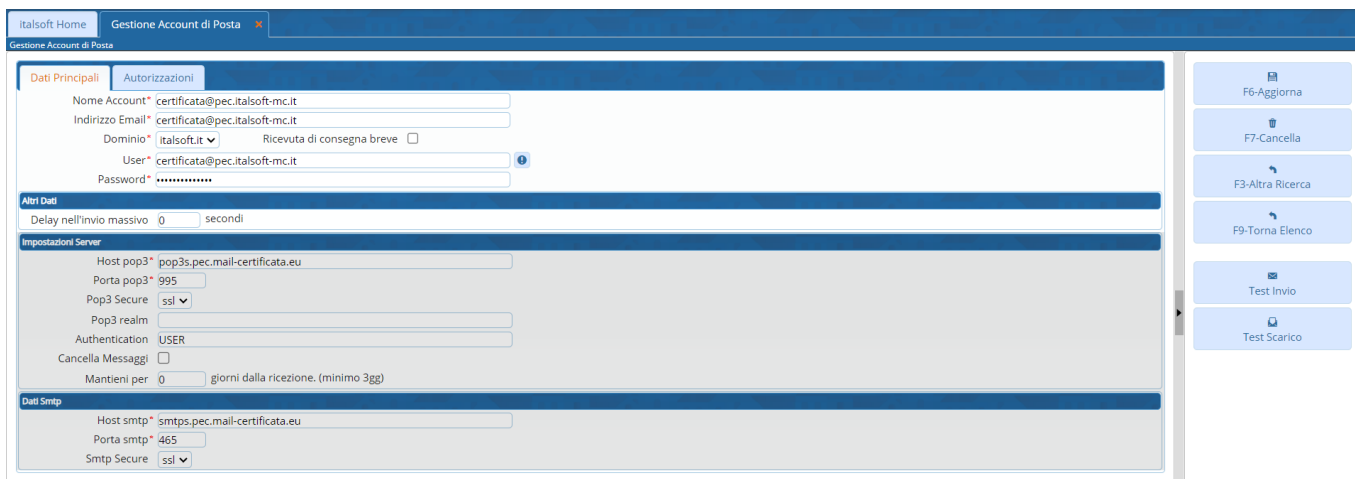 italsoft Home
Gestione Account di Posta ×
Gestione Account di Posta
Dati Principali
Autorizzazioni
Nome Account* certificata@pec.italsoft-mc.it
Indirizzo Email* certificata@pec.italsoft-mc.it
Dominio* italsoft.it Ricevuta di consegna breve
User* certificata@pec.italsoft-mc.it
Password* ••••••••••••••
Altri Dati
Delay nell'invio massivo 0 secondi
Impostazioni Server
Host pop3* pop3s.pec.mail-certificata.eu
Porta pop3* 995
Pop3 Secure ssl
Pop3 realm
Authentication USER
Cancella Messaggi
Mantieni per 0 giorni dalla ricezione. (minimo 3gg)
Dati Smtp
Host smtp* smtps.pec.mail-certificata.eu
Porta smtp* 465
Smtp Secure ssl
F6-Aggiorna
F7-Cancella
F3-Altra Ricerca
F9-Torna Elenco
Test Invio
Test Scarico